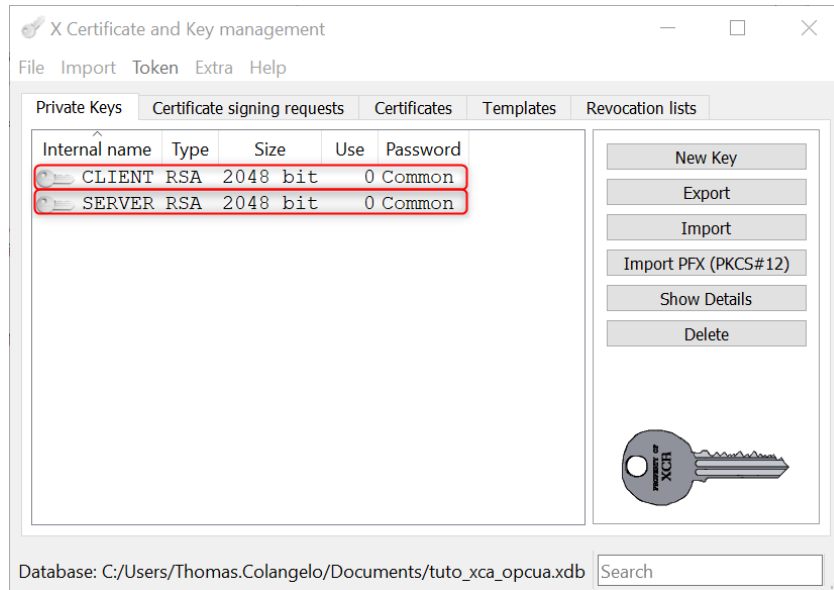 X Certificate and Key management
File Import Token Extra Help
Private Keys Certificate signing requests Certificates Templates Revocation lists
Internal name Type Size Use Password
CLIENT RSA 2048 bit 0 Common
SERVER RSA 2048 bit 0 Common
New Key
Export
Import
Import PFX (PKCS#12)
Show Details
Delete
PROPERTY OF
XCA
Database: C:/Users/Thomas.Colangelo/Documents/tuto_xca_opcua.xdb Search